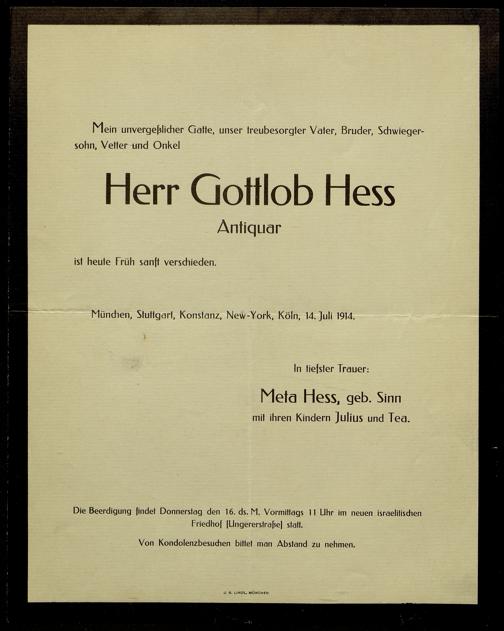 Mein unvergeßlicher Gatte, unser treubesorgter Vater, Bruder, Schwieger-
sohn, Vetter und Onkel
Herr Gottlob Hess
Antiquar
ist heute Früh sanft verschieden.
München, Stuttgart, Konstanz, New-York, Köln, 14. Juli 1914.
In tiefster Trauer:
Meta Hess, geb. Sinn
mit ihren Kindern Julius und Tea.
Die Beerdigung findet Donnerstag den 16. ds. M. Vormittags 11 Uhr im neuen israelitischen
Friedhof (Ungererstraße) statt.
Von Kondolenzbesuchen bittet man Abstand zu nehmen.
MÜNCHEN